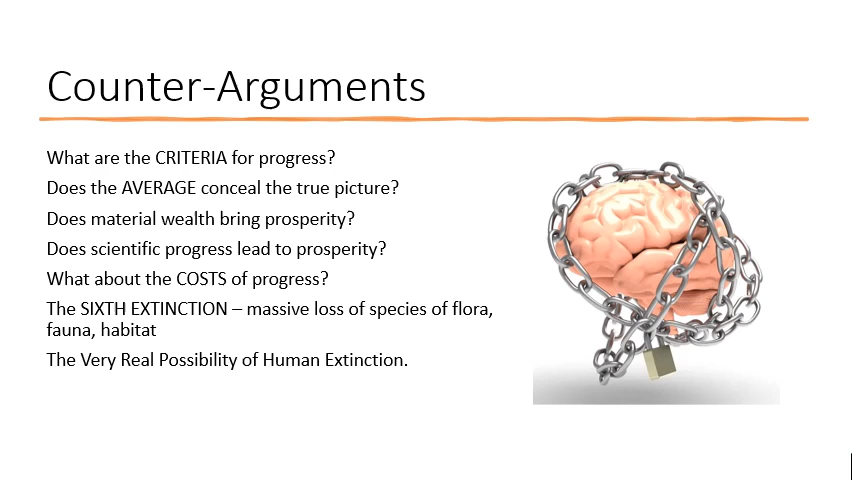 Counter-Arguments
What are the CRITERIA for progress?
Does the AVERAGE conceal the true picture?
Does material wealth bring prosperity?
Does scientific progress lead to prosperity?
What about the COSTS of progress?
The SIXTH EXTINCTION – massive loss of species of flora,
fauna, habitat
The Very Real Possibility of Human Extinction.